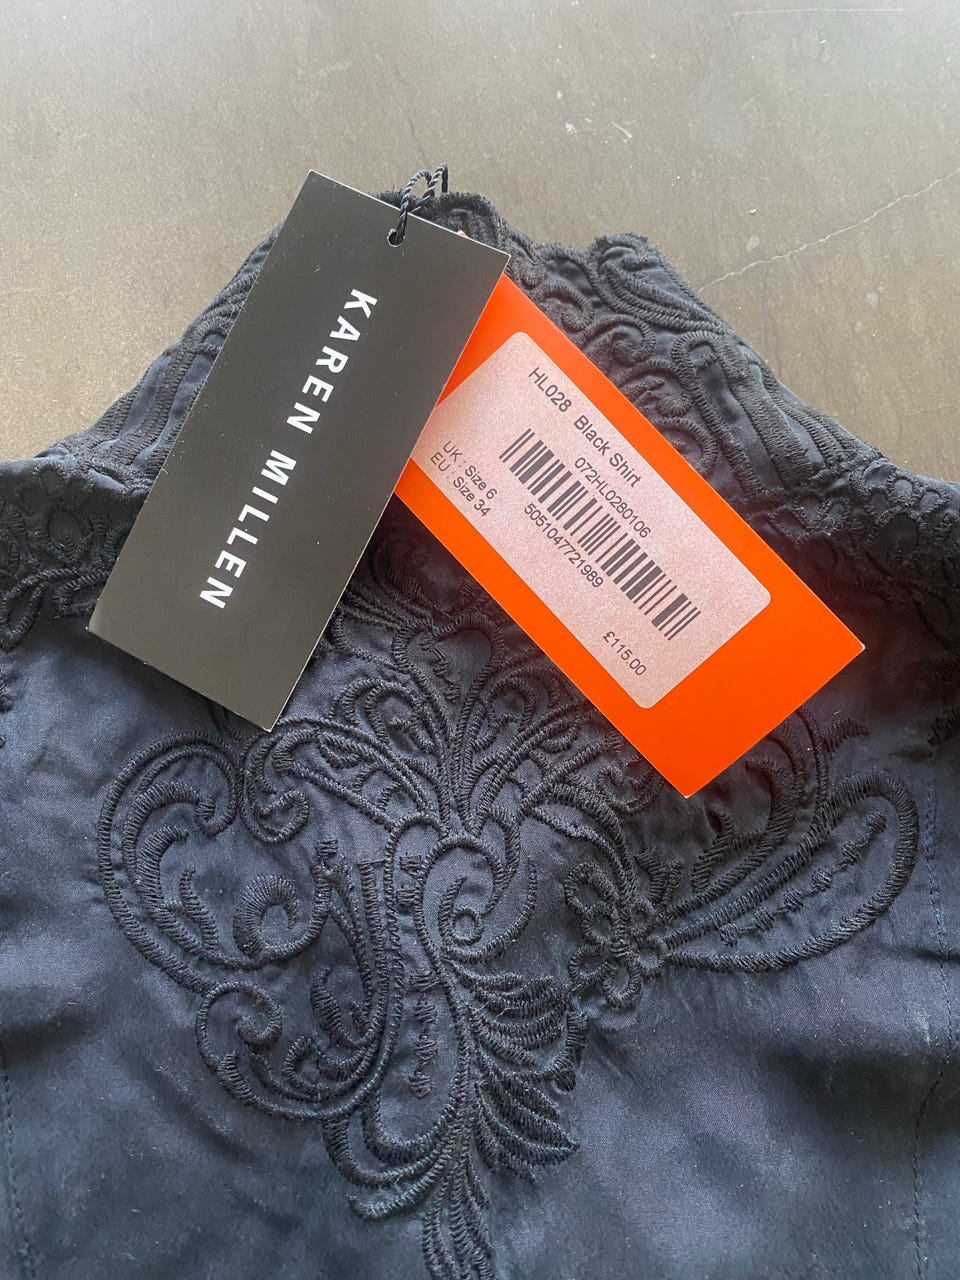 KAREN MILLEN
HL028 Black Shirt
072HL0280106
5051047721989
UK : Size 6
EU : Size 34
£115.00